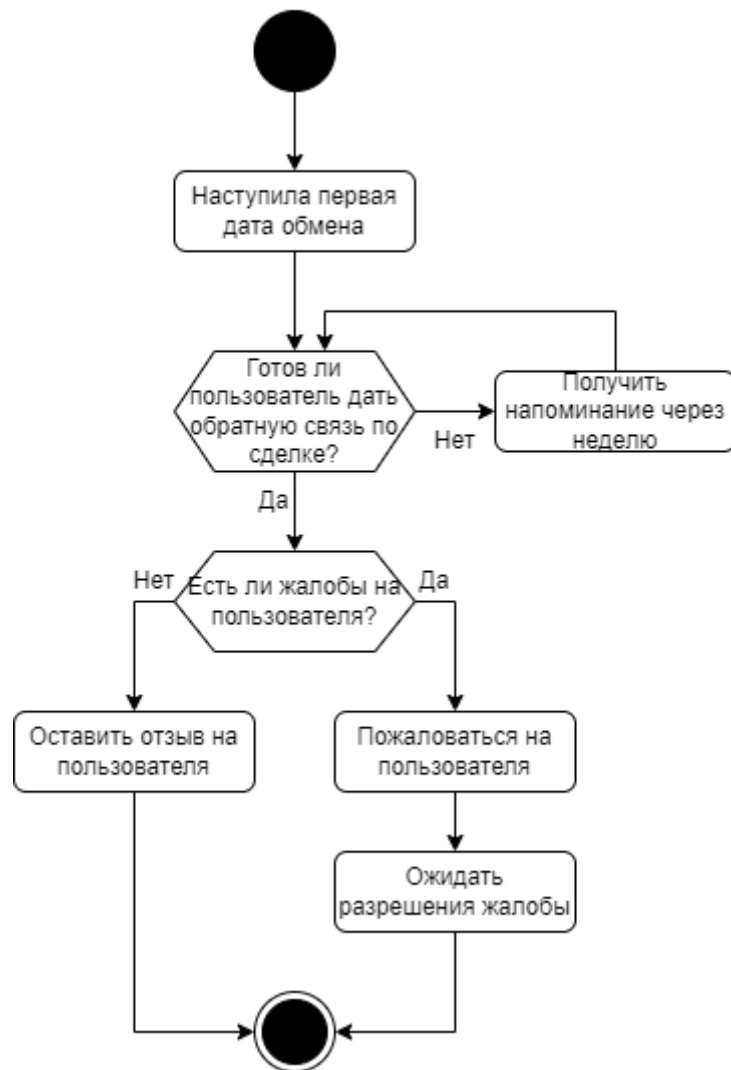 Наступила первая
дата обмена
Готов ли
пользователь дать
обратную связь по
сделке?
Нет
Получить
напоминание через
неделю
Да
Нет
Есть ли жалобы на
пользователя?
Да
Оставить отзыв на
пользователя
Пожаловаться на
пользователя
Ожидать
разрешения жалобы